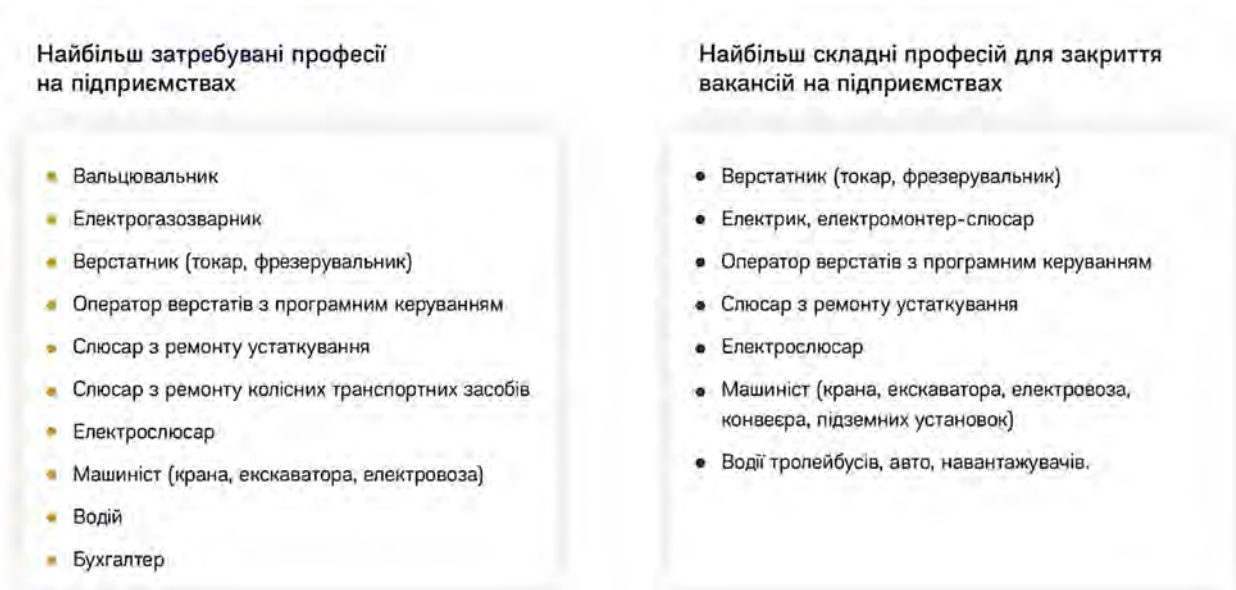 Найбільш затребувані професії
на підприємствах
Вальцювальник
Електрогазозварник
Верстатник (токар, фрезерувальник)
Оператор верстатів з програмним керуванням
Слюсар з ремонту устаткування
Слюсар з ремонту колісних транспортних засобів
Електрослюсар
Машиніст (крана, екскаватора, електровоза)
Водій
Бухгалтер
Найбільш складні професій для закриття
вакансій на підприємствах
Верстатник (токар, фрезерувальник)
Електрик, електромонтер-слюсар
Оператор верстатів з програмним керуванням
Слюсар з ремонту устаткування
Електрослюсар
Машиніст (крана, екскаватора, електровоза,
конвеєра, підземних установок)
Водії тролейбусів, авто, навантажувачів.